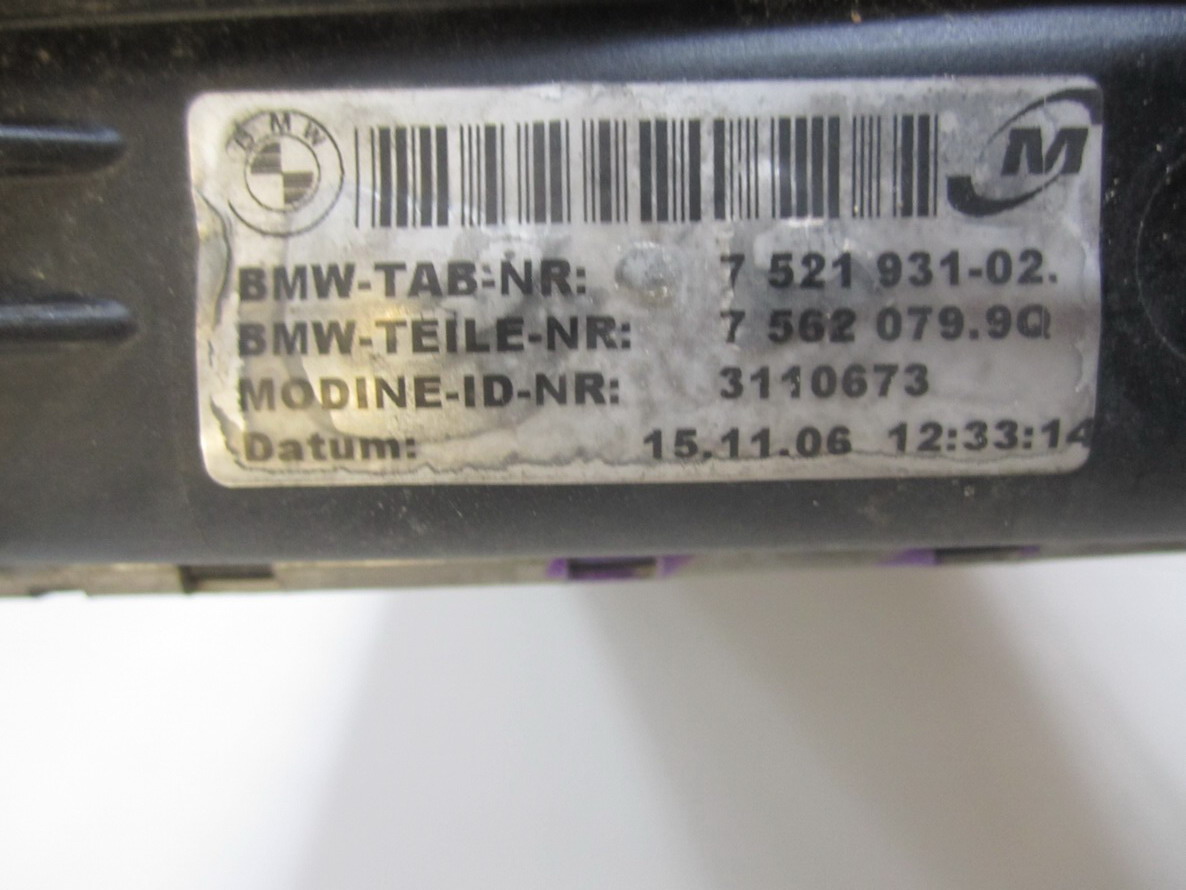 BMW
M
BMW-TAB-NR: 7 521 931-02.
BMW-TEILE-NR: 7 562 079.9Q
MODINE-ID-NR: 3110673
Datum: 15.11.06 12:33:14